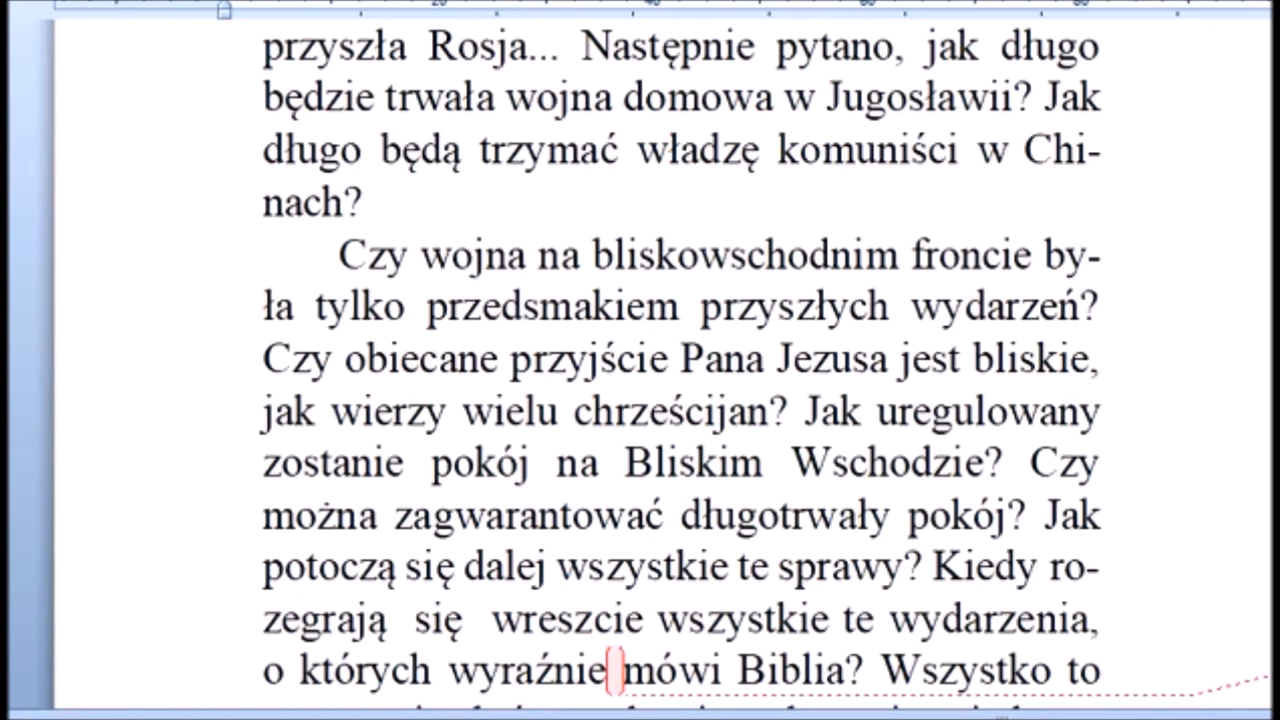 przyszła Rosja... Następnie pytano, jak długo
będzie trwała wojna domowa w Jugosławii? Jak
długo będą trzymać władzę komuniści w Chi-
nach?
Czy wojna na bliskowschodnim froncie by-
ła tylko przedsmakiem przyszłych wydarzeń?
Czy obiecane przyjście Pana Jezusa jest bliskie,
jak wierzy wielu chrześcijan? Jak uregulowany
zostanie pokój na Bliskim Wschodzie? Czy
można zagwarantować długotrwały pokój? Jak
potoczą się dalej wszystkie te sprawy? Kiedy ro-
zegrają się wreszcie wszystkie te wydarzenia,
o których wyraźnie mówi Biblia? Wszystko to